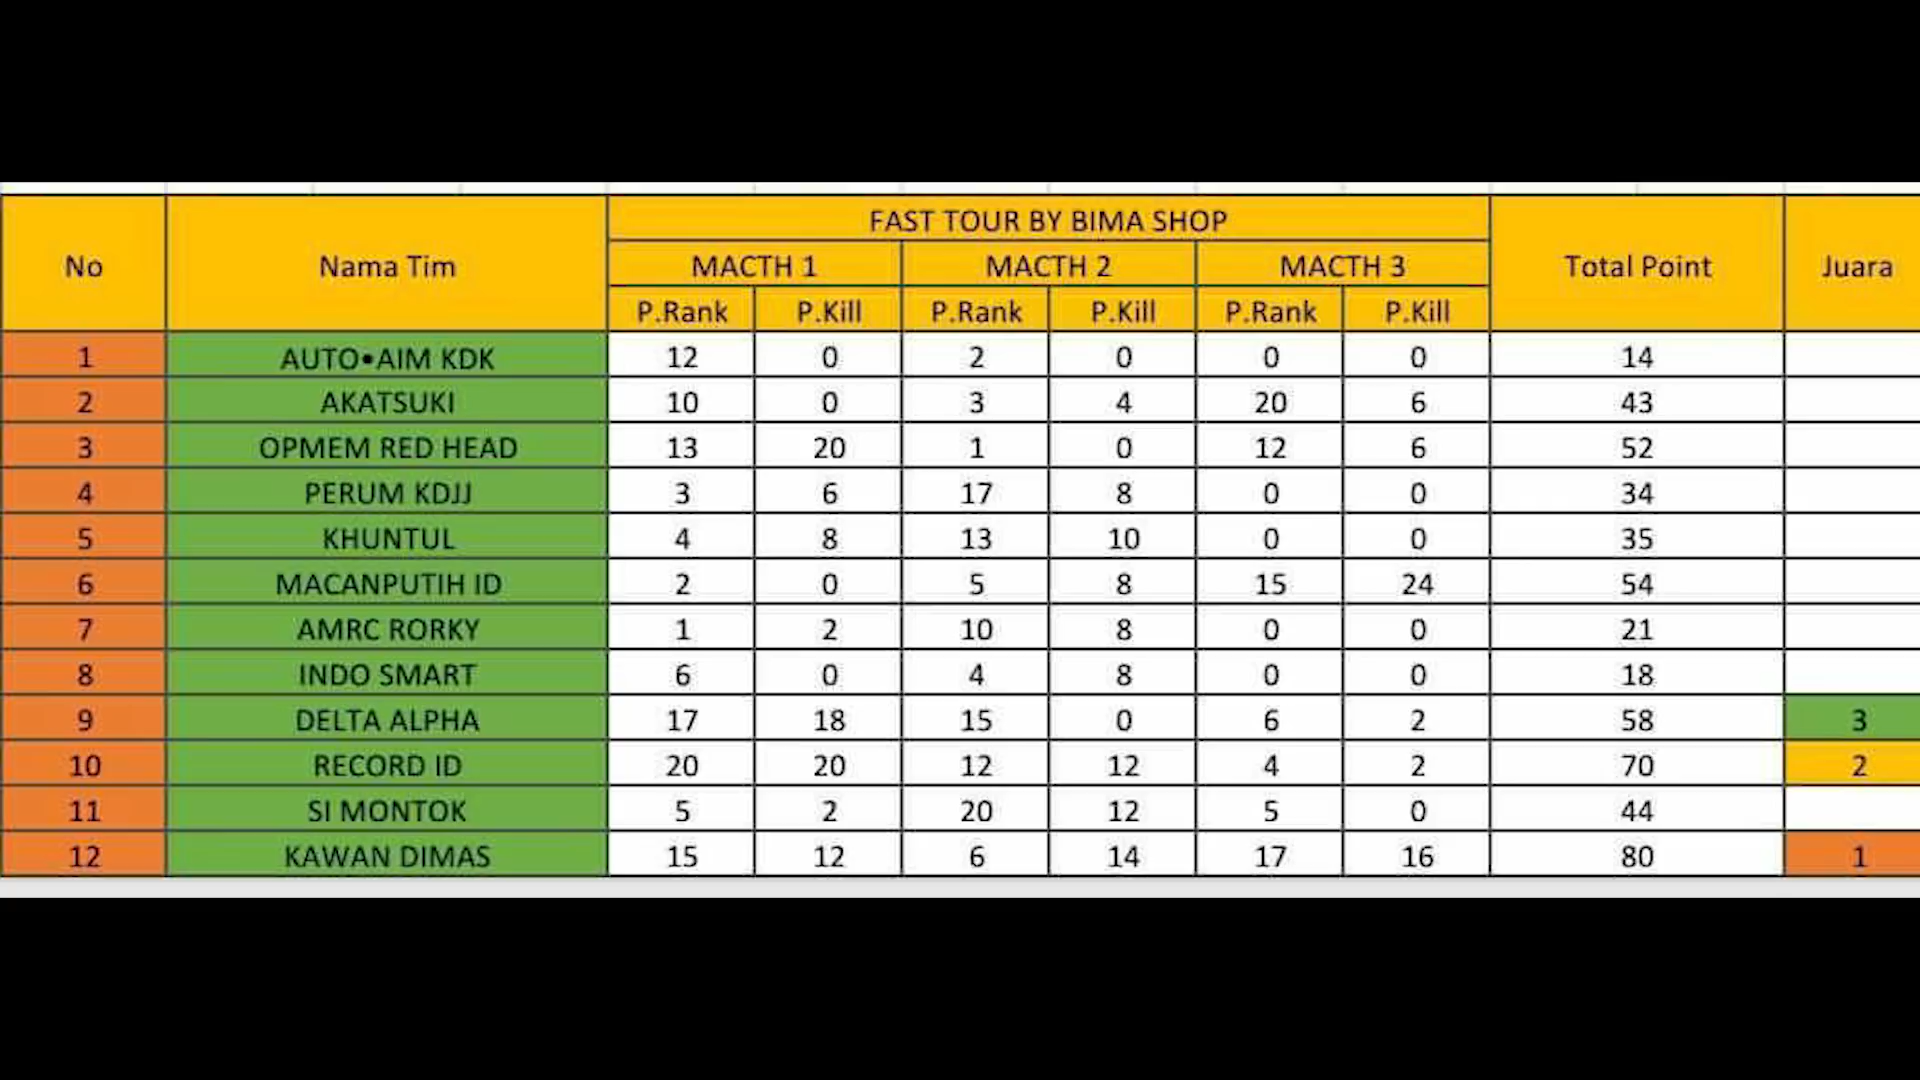 FAST TOUR BY BIMA SHOP
No Nama Tim MACTH 1 MACTH 2 MACTH 3 Total Point Juara
P.Rank P.Kill P.Rank P.Kill P.Rank P.Kill
1 AUTO•AIM KDK 12 0 2 0 0 0 14
2 AKATSUKI 10 0 3 4 20 6 43
3 OPMEM RED HEAD 13 20 1 0 12 6 52
4 PERUM KDJJ 3 6 17 8 0 0 34
5 KHUNTUL 4 8 13 10 0 0 35
6 MACANPUTIH ID 2 0 5 8 15 24 54
7 AMRC RORKY 1 2 10 8 0 0 21
8 INDO SMART 6 0 4 8 0 0 18
9 DELTA ALPHA 17 18 15 0 6 2 58 3
10 RECORD ID 20 20 12 12 4 2 70 2
11 SI MONTOK 5 2 20 12 5 0 44
12 KAWAN DIMAS 15 12 6 14 17 16 80 1